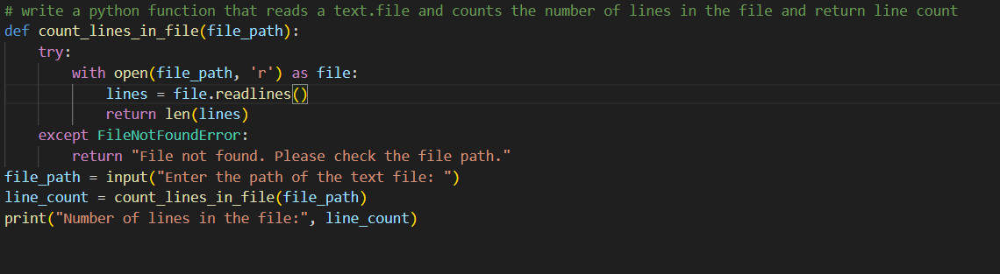 # write a python function that reads a text.file and counts the number of lines in the file and return line count
def count_lines_in_file(file_path):
    try:
        with open(file_path, 'r') as file:
            lines = file.readlines()
            return len(lines)
    except FileNotFoundError:
        return "File not found. Please check the file path."
file_path = input("Enter the path of the text file: ")
line_count = count_lines_in_file(file_path)
print("Number of lines in the file:", line_count)